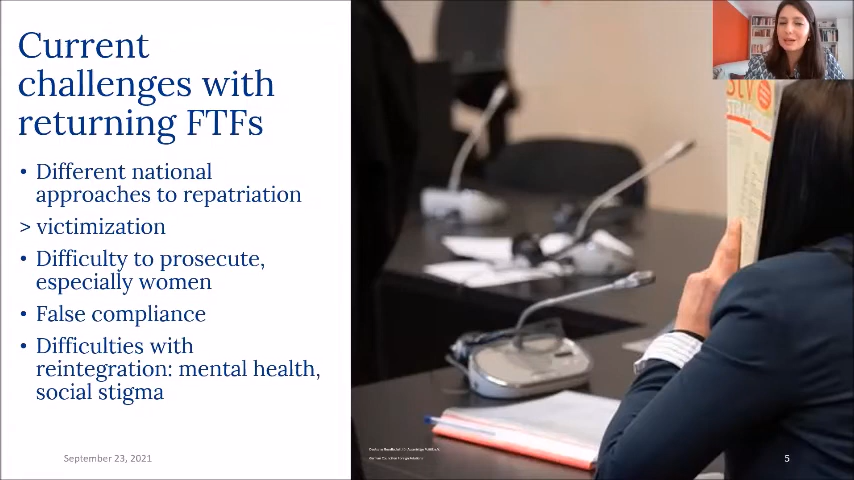 Current
challenges with
returning FTFs
• Different national
approaches to repatriation
> victimization
• Difficulty to prosecute,
especially women
• False compliance
• Difficulties with
reintegration: mental health,
social stigma
September 23, 2021
5